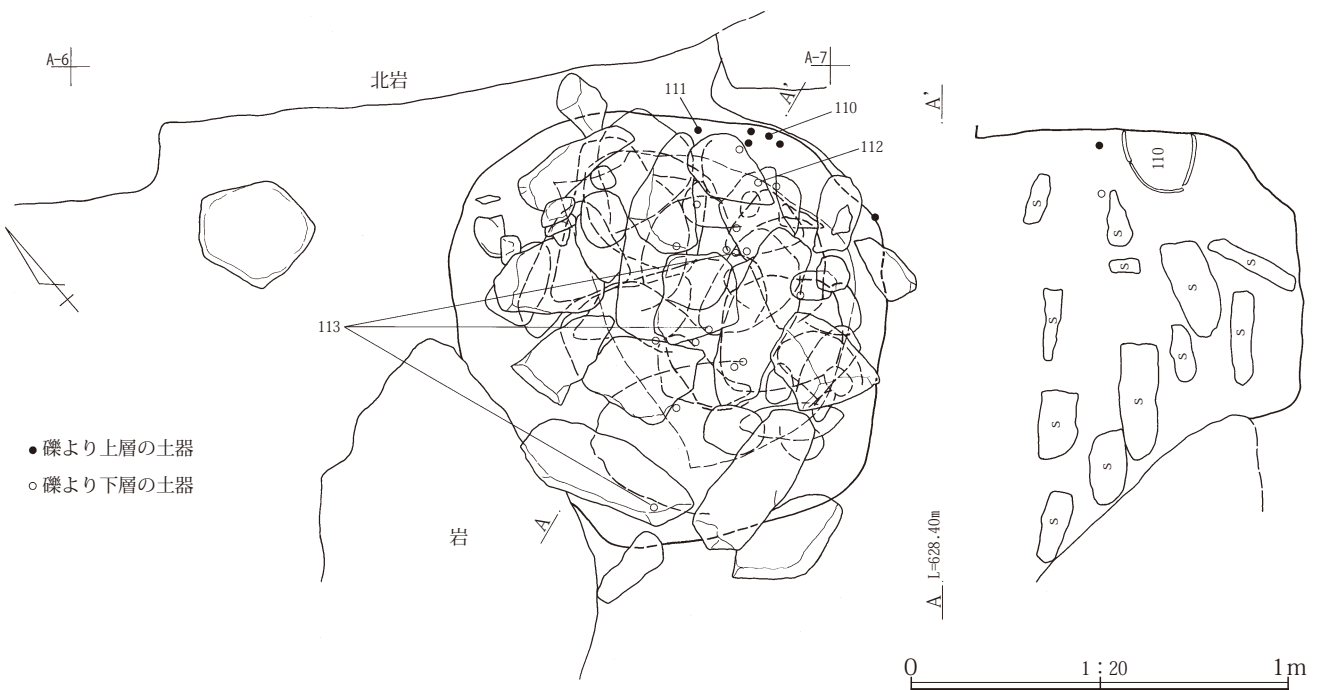 A-6
北岩
A-7
A'
A'
111
110
112
110
S
S
S
S
S
S
S
S
S
S
S
S
113
●礫より上層の土器
○礫より下層の土器
岩
A
A L=628.40m
0 1:20 1m